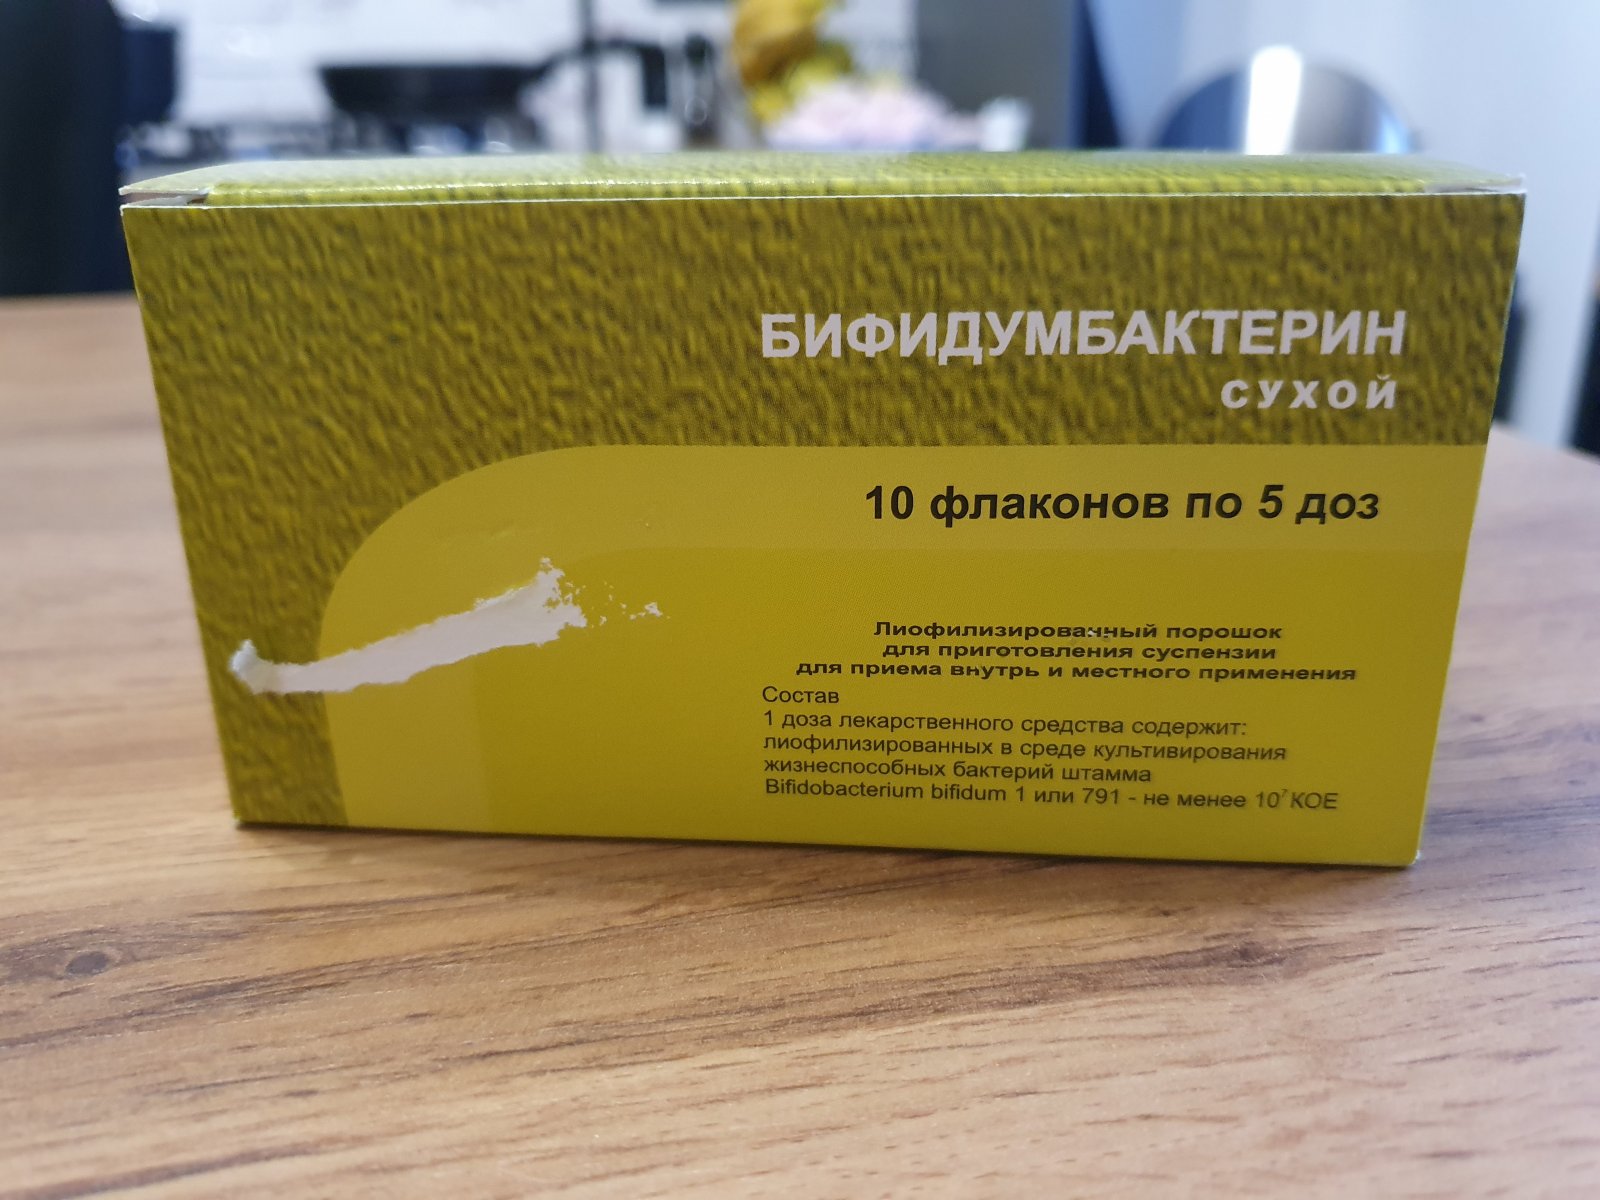 БИФИДУМБАКТЕРИН
сухой
10 флаконов по 5 доз
Лиофилизированный порошок
для приготовления суспензии
для приема внутрь и местного применения
Состав
1 доза лекарственного средства содержит:
лиофилизированных в среде культивирования
жизнеспособных бактерий штамма
Bifidobacterium bifidum 1 или 791 - не менее 10⁷ КОЕ